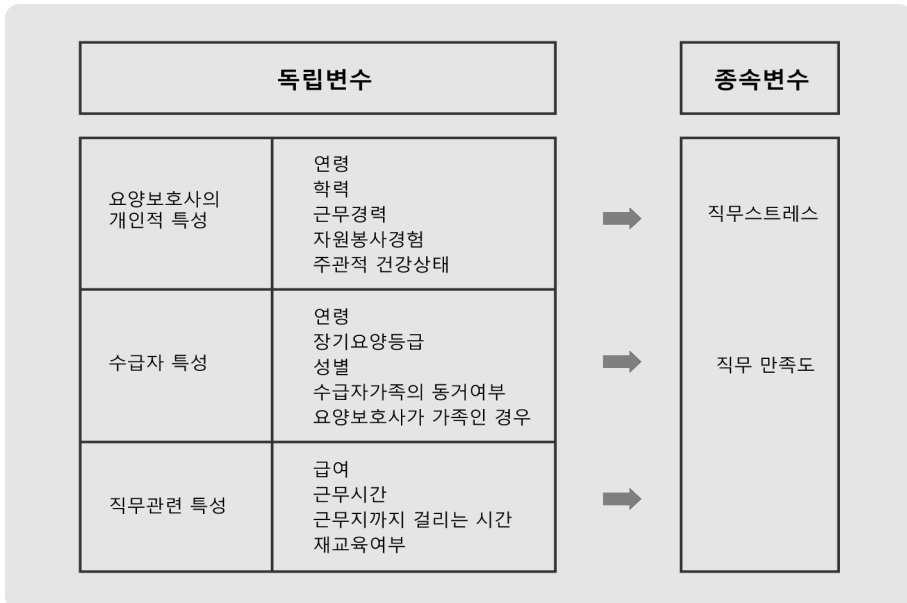 독립변수
종속변수
요양보호사의
개인적 특성
연령
학력
근무경력
자원봉사경험
주관적 건강상태
직무스트레스
수급자 특성
연령
장기요양등급
성별
수급자가족의 동거여부
요양보호사가 가족인 경우
직무 만족도
직무관련 특성
급여
근무시간
근무지까지 걸리는 시간
재교육여부